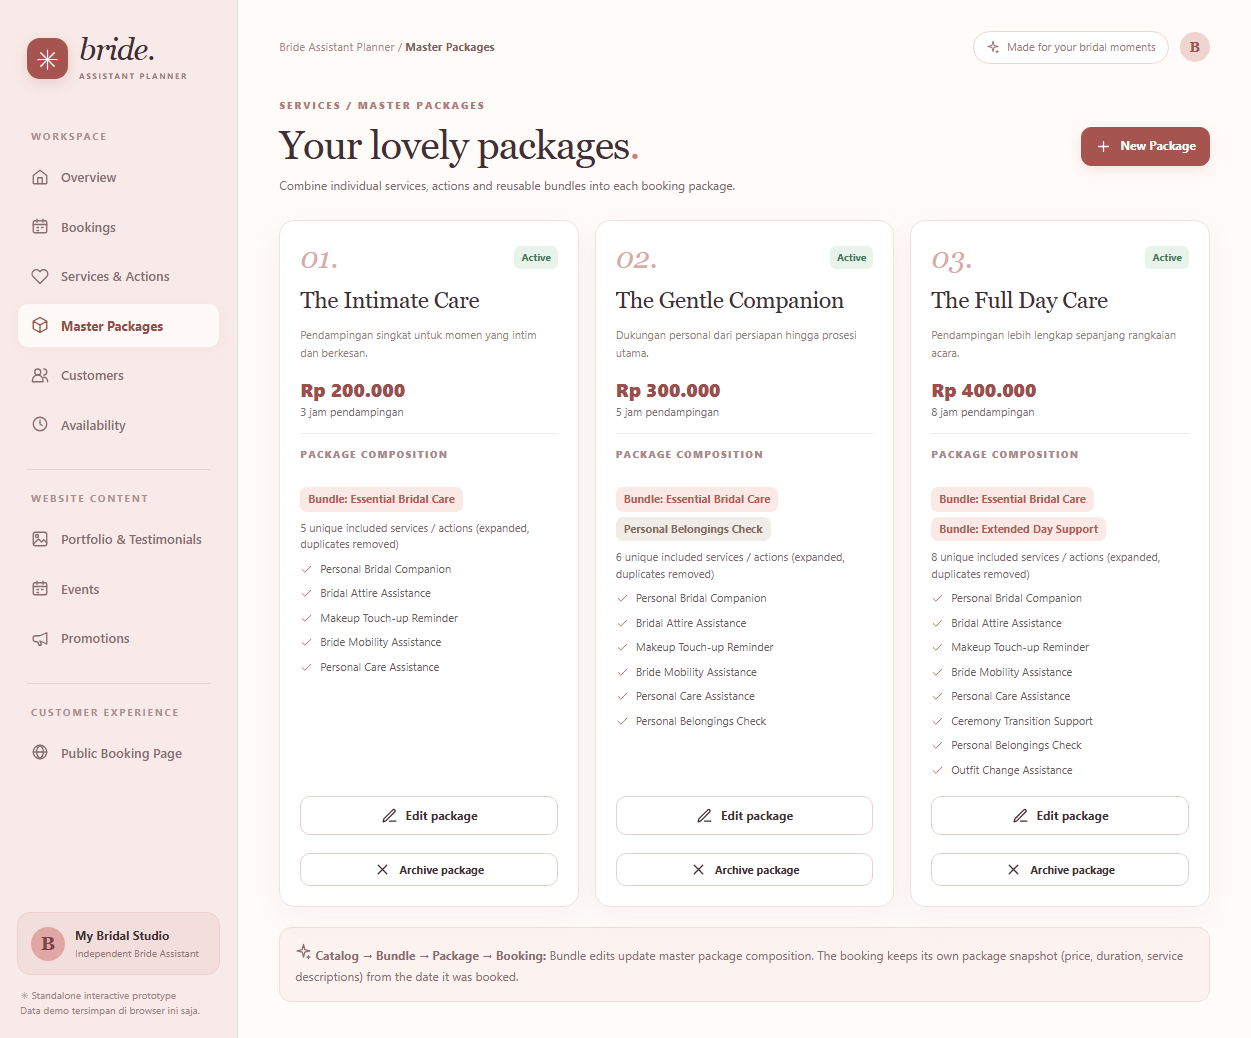 bride.
ASSISTANT PLANNER
WORKSPACE
Overview
Bookings
Services & Actions
Master Packages
Customers
Availability
WEBSITE CONTENT
Portfolio & Testimonials
Events
Promotions
CUSTOMER EXPERIENCE
Public Booking Page
B
My Bridal Studio
Independent Bride Assistant
✳ Standalone interactive prototype
Data demo tersimpan di browser ini saja.
Bride Assistant Planner / Master Packages
Made for your bridal moments
B
SERVICES / MASTER PACKAGES
Your lovely packages.
Combine individual services, actions and reusable bundles into each booking package.
New Package
01.
Active
The Intimate Care
Pendampingan singkat untuk momen yang intim
dan berkesan.
Rp 200.000
3 jam pendampingan
PACKAGE COMPOSITION
Bundle: Essential Bridal Care
5 unique included services / actions (expanded,
duplicates removed)
Personal Bridal Companion
Bridal Attire Assistance
Makeup Touch-up Reminder
Bride Mobility Assistance
Personal Care Assistance
Edit package
Archive package
02.
Active
The Gentle Companion
Dukungan personal dari persiapan hingga prosesi
utama.
Rp 300.000
5 jam pendampingan
PACKAGE COMPOSITION
Bundle: Essential Bridal Care
Personal Belongings Check
6 unique included services / actions (expanded,
duplicates removed)
Personal Bridal Companion
Bridal Attire Assistance
Makeup Touch-up Reminder
Bride Mobility Assistance
Personal Care Assistance
Personal Belongings Check
Edit package
Archive package
03.
Active
The Full Day Care
Pendampingan lebih lengkap sepanjang rangkaian
acara.
Rp 400.000
8 jam pendampingan
PACKAGE COMPOSITION
Bundle: Essential Bridal Care
Bundle: Extended Day Support
8 unique included services / actions (expanded,
duplicates removed)
Personal Bridal Companion
Bridal Attire Assistance
Makeup Touch-up Reminder
Bride Mobility Assistance
Personal Care Assistance
Ceremony Transition Support
Personal Belongings Check
Outfit Change Assistance
Edit package
Archive package
Catalog → Bundle → Package → Booking: Bundle edits update master package composition. The booking keeps its own package snapshot (price, duration, service
descriptions) from the date it was booked.